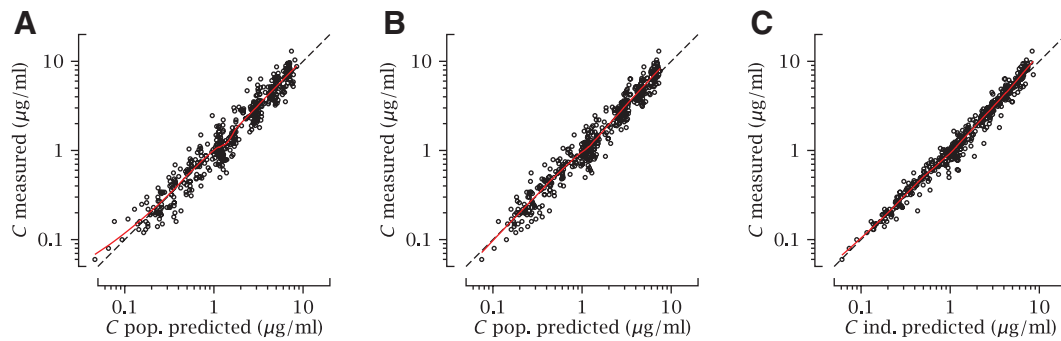 A
C measured (µg/ml)
10
1
0.1
0.1 1 10
C pop. predicted (µg/ml)
B
C measured (µg/ml)
10
1
0.1
0.1 1 10
C pop. predicted (µg/ml)
C
C measured (µg/ml)
10
1
0.1
0.1 1 10
C ind. predicted (µg/ml)